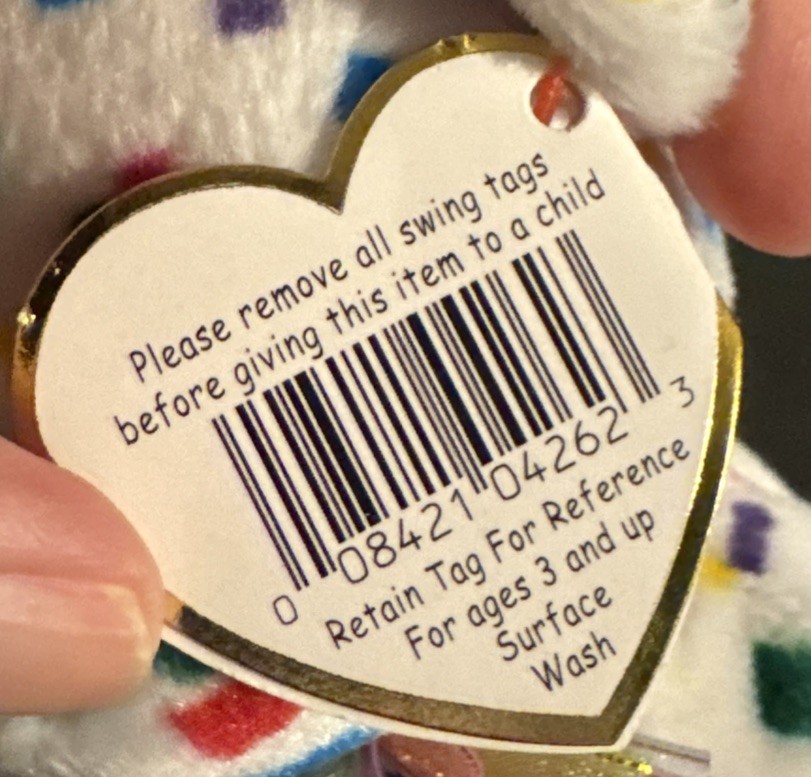 Please remove all swing tags
before giving this item to a child
0 08421 04262 3
Retain Tag For Reference
For ages 3 and up
Surface
Wash